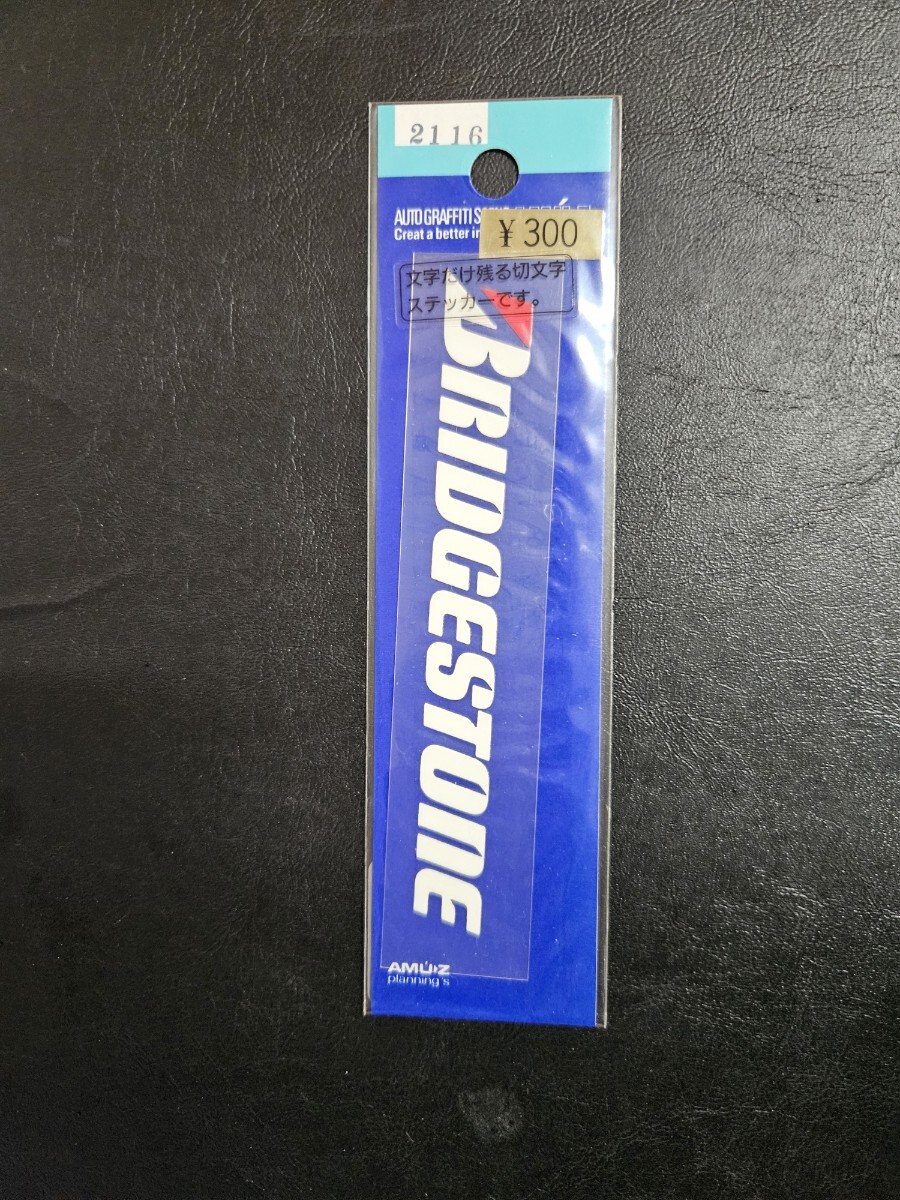 2116
AUTO GRAFFITI
¥300
Creat a better
文字だけ残る切文字
ステッカーです。
BRIDGESTONE
AMU·Z
planning's